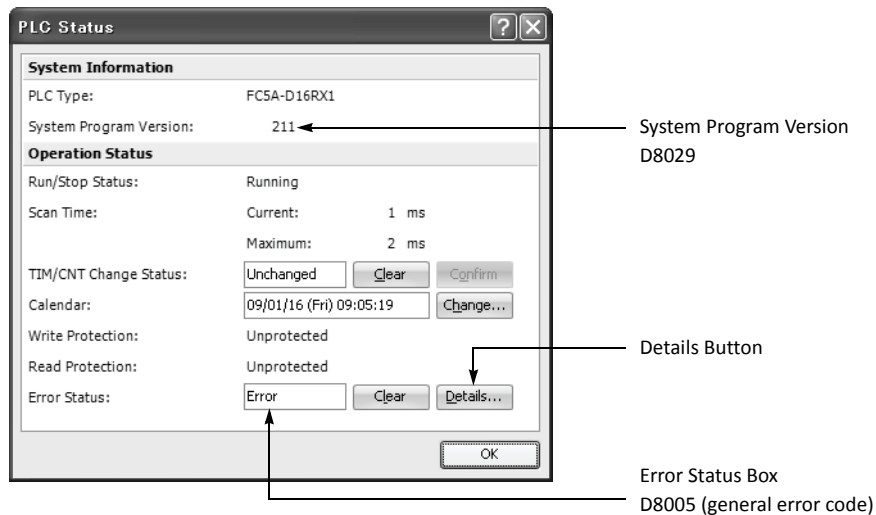 PLC Status
System Information
PLC Type: FC5A-D16RX1
System Program Version: 211
System Program Version
D8029
Operation Status
Run/Stop Status: Running
Scan Time: Current: 1 ms
Maximum: 2 ms
TIM/CNT Change Status: Unchanged Clear Confirm
Calendar: 09/01/16 (Fri) 09:05:19 Change...
Write Protection: Unprotected
Details Button
Read Protection: Unprotected
Error Status: Error Clear Details...
OK
Error Status Box
D8005 (general error code)